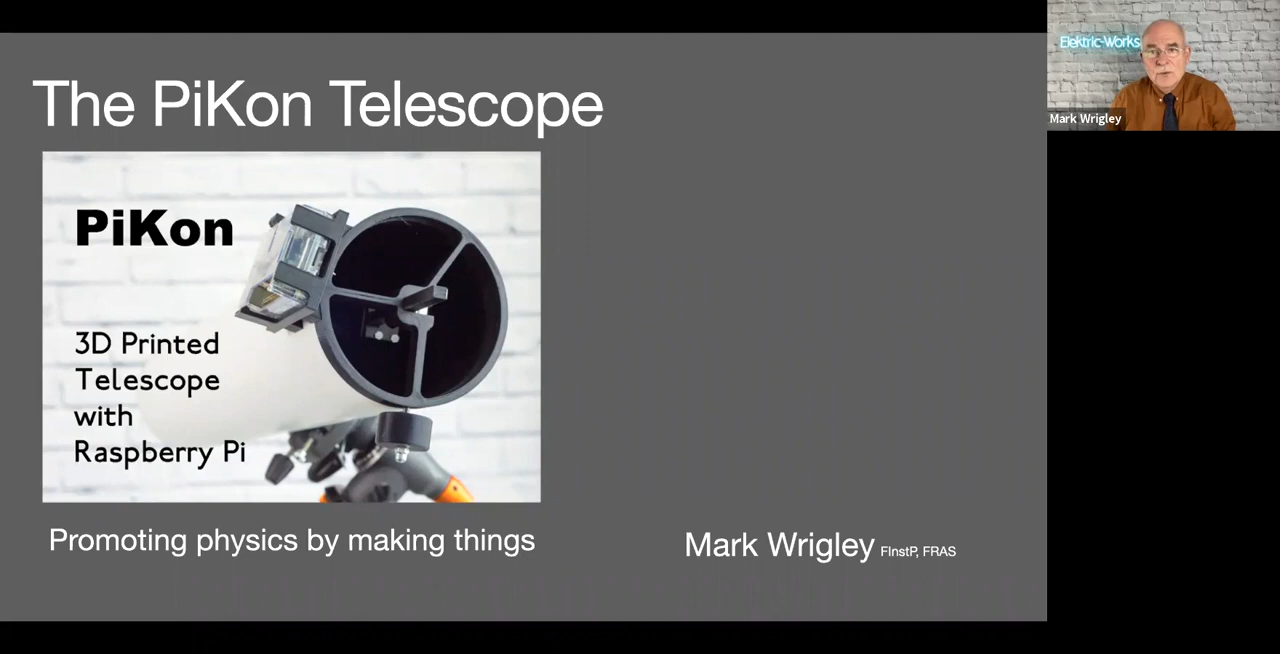 The PiKon Telescope
PiKon
3D Printed
Telescope
with
Raspberry Pi
Promoting physics by making things
Mark Wrigley FInstP, FRAS
Elektric-Works
Mark Wrigley